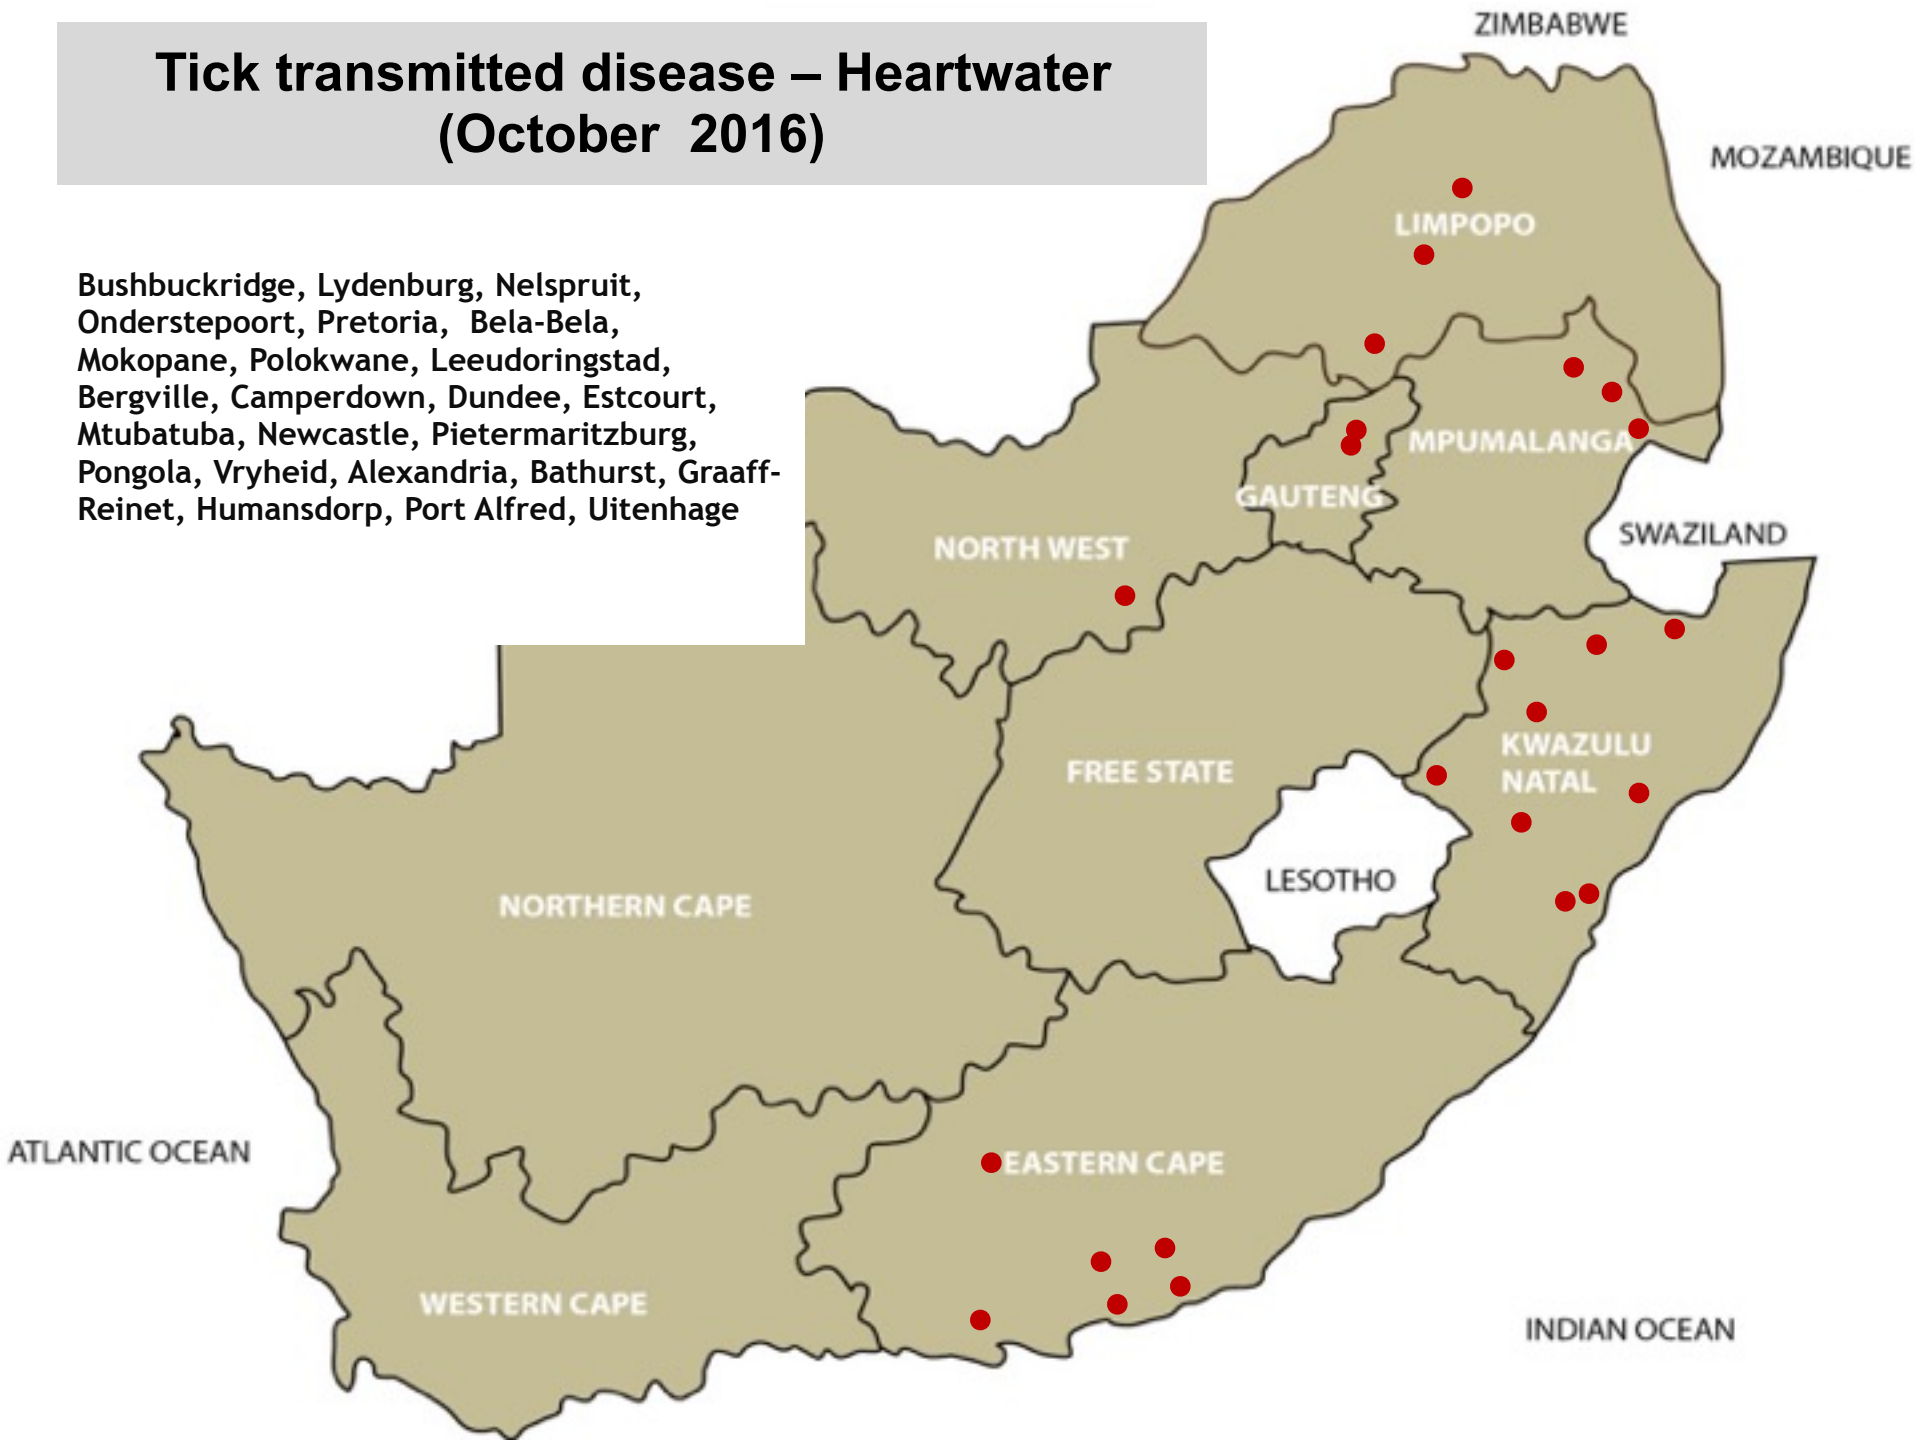 Tick transmitted disease – Heartwater
(October  2016)
Bushbuckridge, Lydenburg, Nelspruit,
Onderstepoort, Pretoria,  Bela-Bela,
Mokopane, Polokwane, Leeudoringstad,
Bergville, Camperdown, Dundee, Estcourt,
Mtubatuba, Newcastle, Pietermaritzburg,
Pongola, Vryheid, Alexandria, Bathurst, Graaff-
Reinet, Humansdorp, Port Alfred, Uitenhage
ZIMBABWE
MOZAMBIQUE
LIMPOPO
MPUMALANGA
GAUTENG
SWAZILAND
NORTH WEST
KWAZULU
NATAL
FREE STATE
LESOTHO
NORTHERN CAPE
ATLANTIC OCEAN
EASTERN CAPE
WESTERN CAPE
INDIAN OCEAN